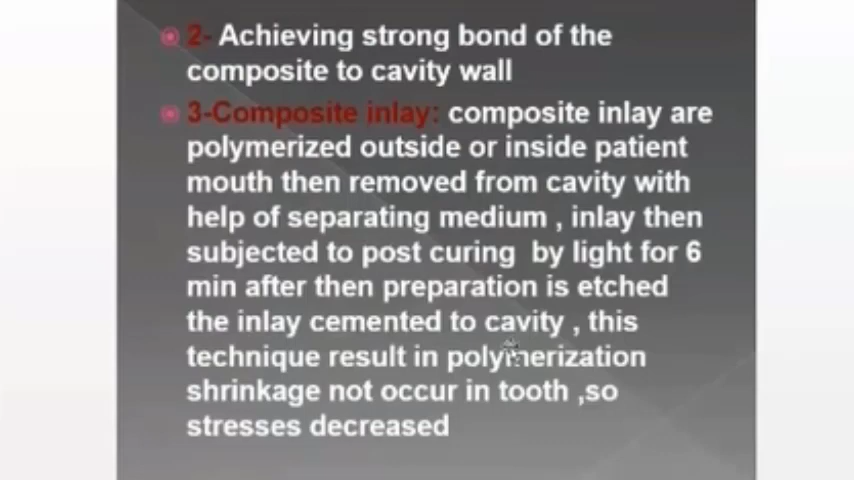 2- Achieving strong bond of the
composite to cavity wall
3-Composite inlay: composite inlay are
polymerized outside or inside patient
mouth then removed from cavity with
help of separating medium , inlay then
subjected to post curing by light for 6
min after then preparation is etched
the inlay cemented to cavity , this
technique result in polymerization
shrinkage not occur in tooth ,so
stresses decreased